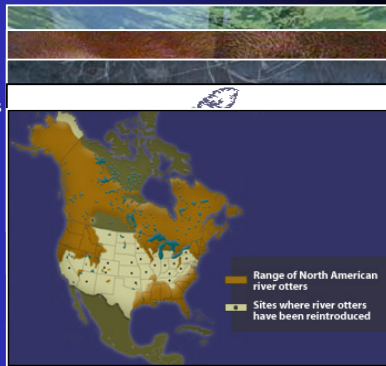 Range of North American
river otters
Sites where river otters
have been reintroduced